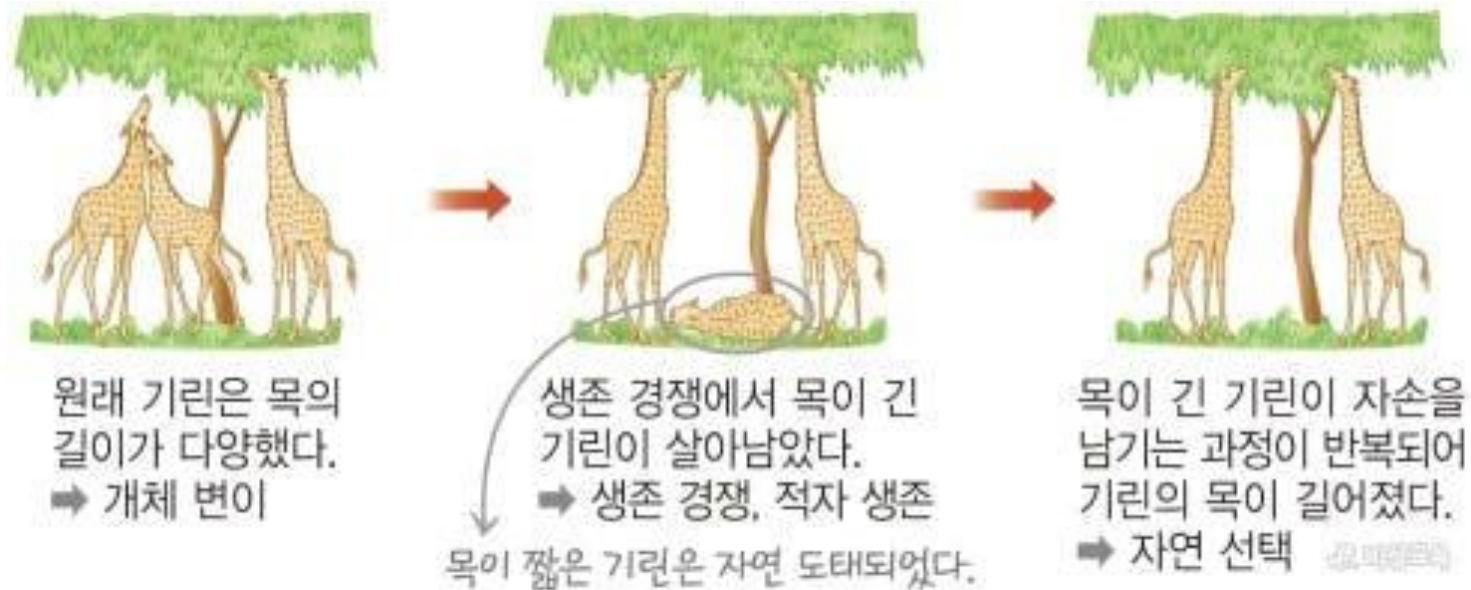 원래 기린은 목의
길이가 다양했다.
➡ 개체 변이
생존 경쟁에서 목이 긴
기린이 살아남았다.
➡ 생존 경쟁, 적자 생존
목이 짧은 기린은 자연 도태되었다.
목이 긴 기린이 자손을
남기는 과정이 반복되어
기린의 목이 길어졌다.
➡ 자연 선택